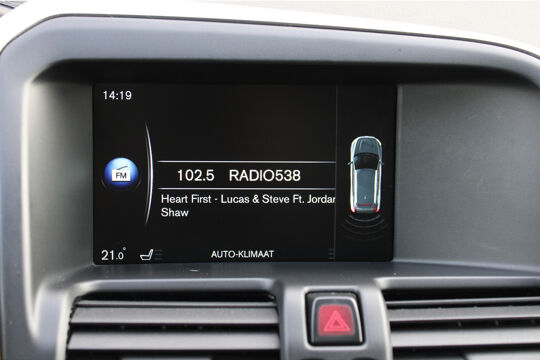 14:19
FM
102.5 RADIO538
Heart First - Lucas & Steve Ft. Jordan
Shaw
21.0° AUTO-KLIMAAT